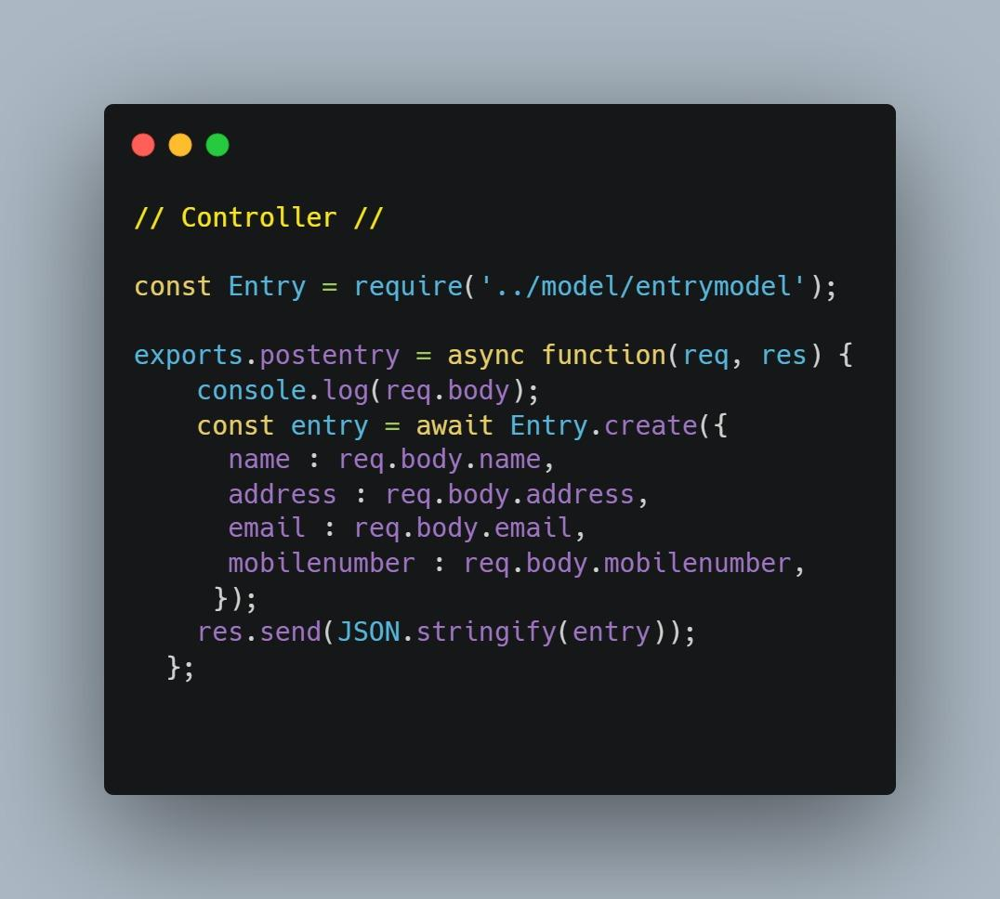 // Controller //
const Entry = require('../model/entrymodel');
exports.postentry = async function(req, res) {
console.log(req.body);
const entry = await Entry.create({
name : req.body.name,
address : req.body.address,
email : req.body.email,
mobilenumber : req.body.mobilenumber,
});
res.send(JSON.stringify(entry));
};